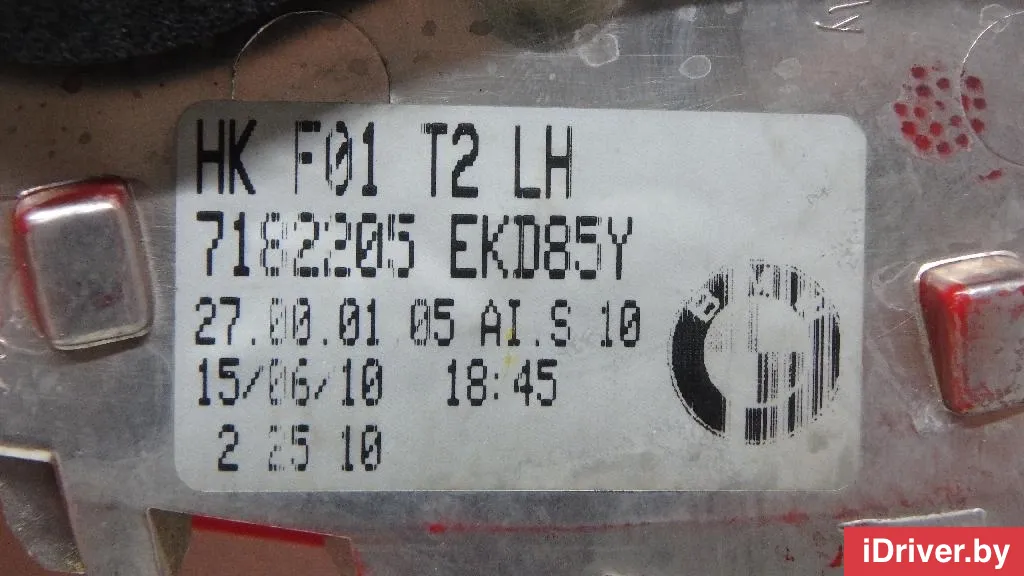 HK F01 T2 LH
7182205 EKD85Y
27.00.01 05 AI.S 10
15/06/10 18:45
2 25 10
iDriver.by